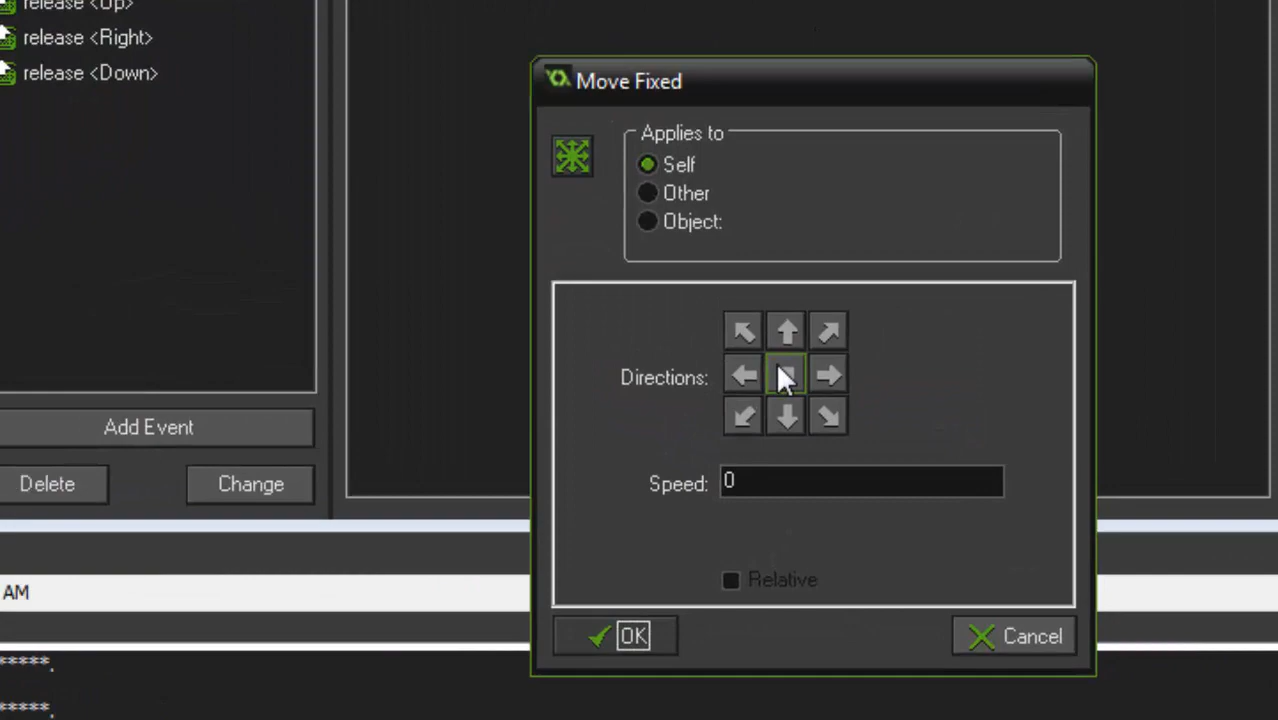 release <Up>
release <Right>
release <Down>
Add Event
Delete
Change
AM
*****.
*****.
Move Fixed
Applies to
Self
Other
Object:
Directions:
Speed: 0
Relative
OK
Cancel